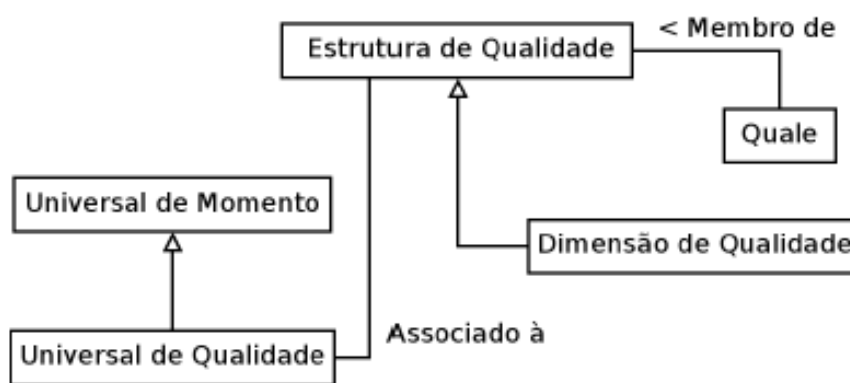 Estrutura de Qualidade
< Membro de
Quale
Universal de Momento
Dimensão de Qualidade
Associado à
Universal de Qualidade